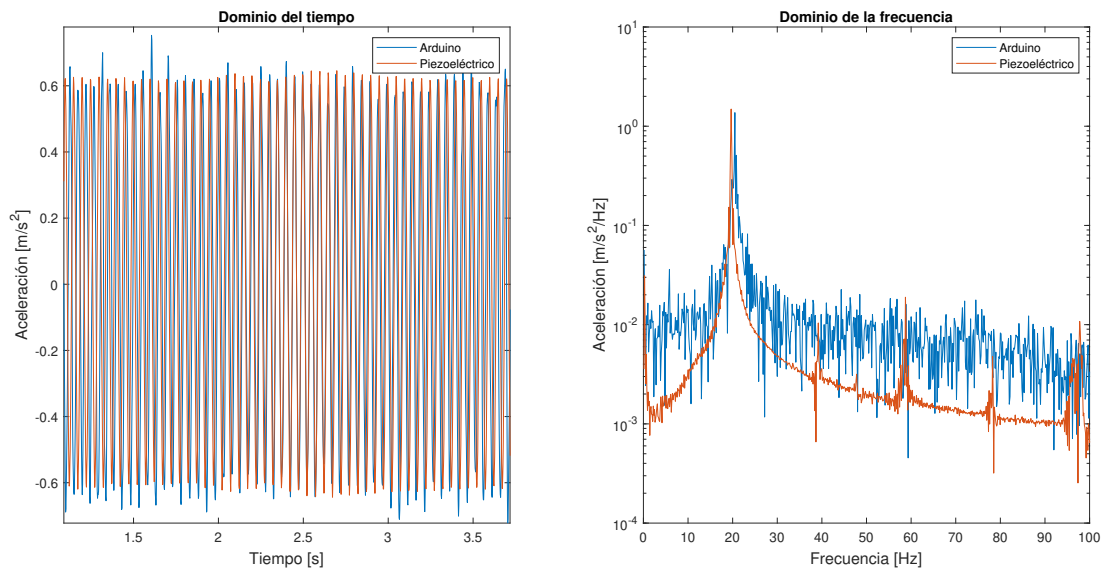 Dominio del tiempo
Arduino
Piezoeléctrico
0.6
0.4
0.2
0
-0.2
-0.4
-0.6
Aceleración [m/s²]
1.5
2
2.5
3
3.5
Tiempo [s]
Dominio de la frecuencia
Arduino
Piezoeléctrico
10¹
10⁰
10⁻¹
10⁻²
10⁻³
10⁻⁴
Aceleración [m/s²/Hz]
0
10
20
30
40
50
60
70
80
90
100
Frecuencia [Hz]